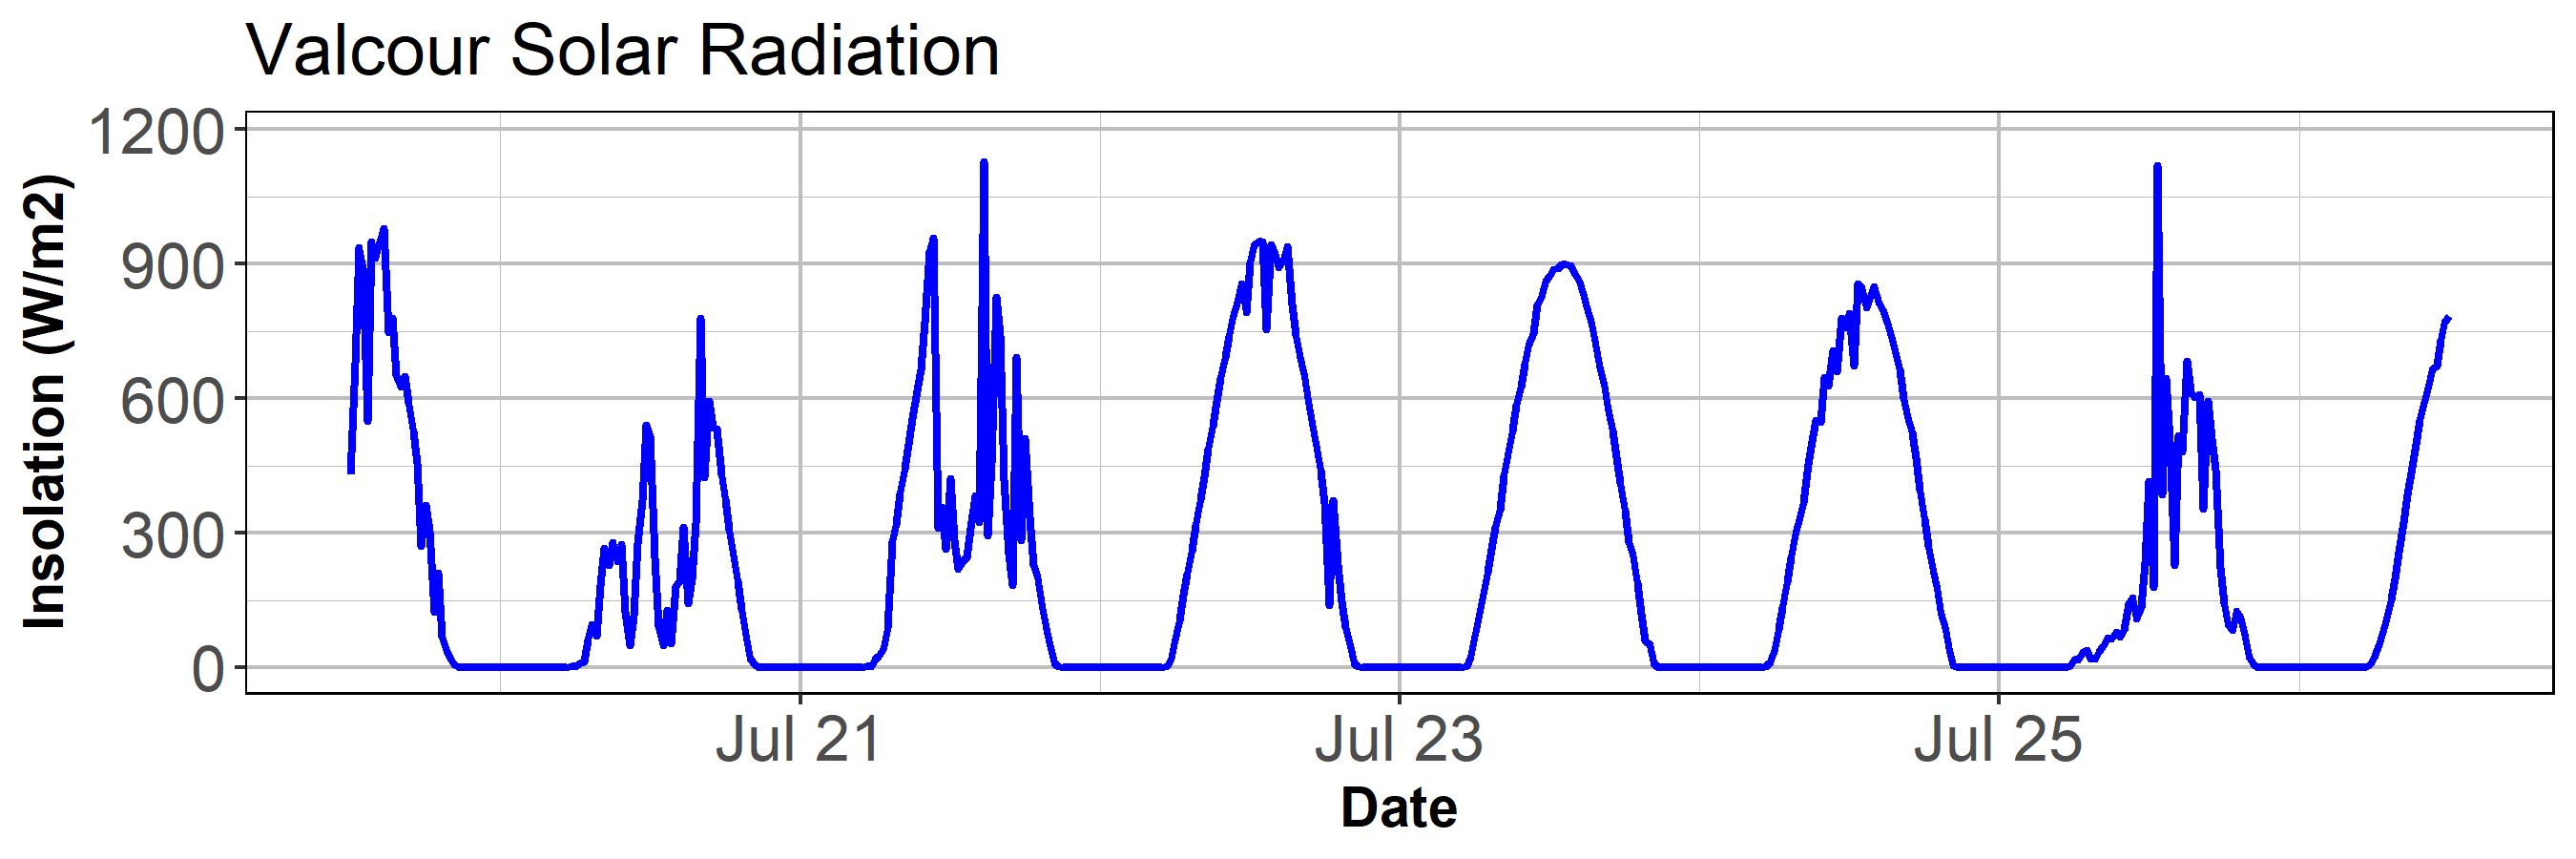 Valcour Solar Radiation
1200
900
600
300
0
Insolation (W/m2)
Jul 21
Jul 23
Jul 25
Date